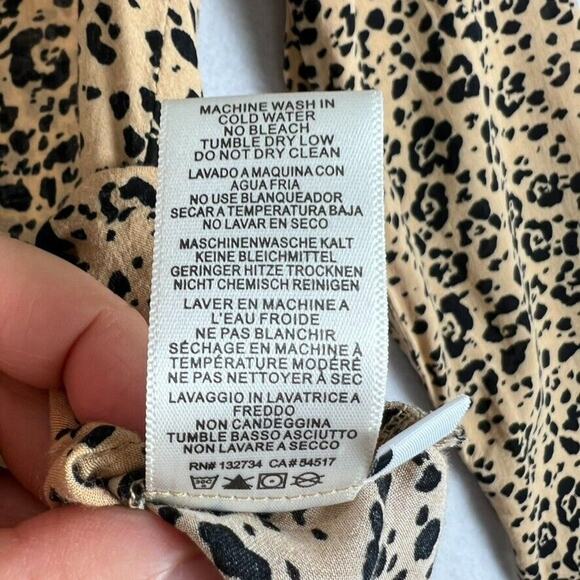 MACHINE WASH IN
COLD WATER
NO BLEACH
TUMBLE DRY LOW
DO NOT DRY CLEAN
LAVADO A MAQUINA CON
AGUA FRIA
NO USE BLANQUEADOR
SECAR A TEMPERATURA BAJA
NO LAVAR EN SECO
MASCHINENWASCHE KALT
KEINE BLEICHMITTEL
GERINGER HITZE TROCKNEN
NICHT CHEMISCH REINIGEN
LAVER EN MACHINE A
L'EAU FROIDE
NE PAS BLANCHIR
SÉCHAGE EN MACHINE À
TEMPÉRATURE MODÉRÉ
NE PAS NETTOYER À SEC
LAVAGGIO IN LAVATRICE A
FREDDO
NON CANDEGGINA
TUMBLE BASSO ASCIUTTO
NON LAVARE A SECCO
RN# 132734 CA# 54517